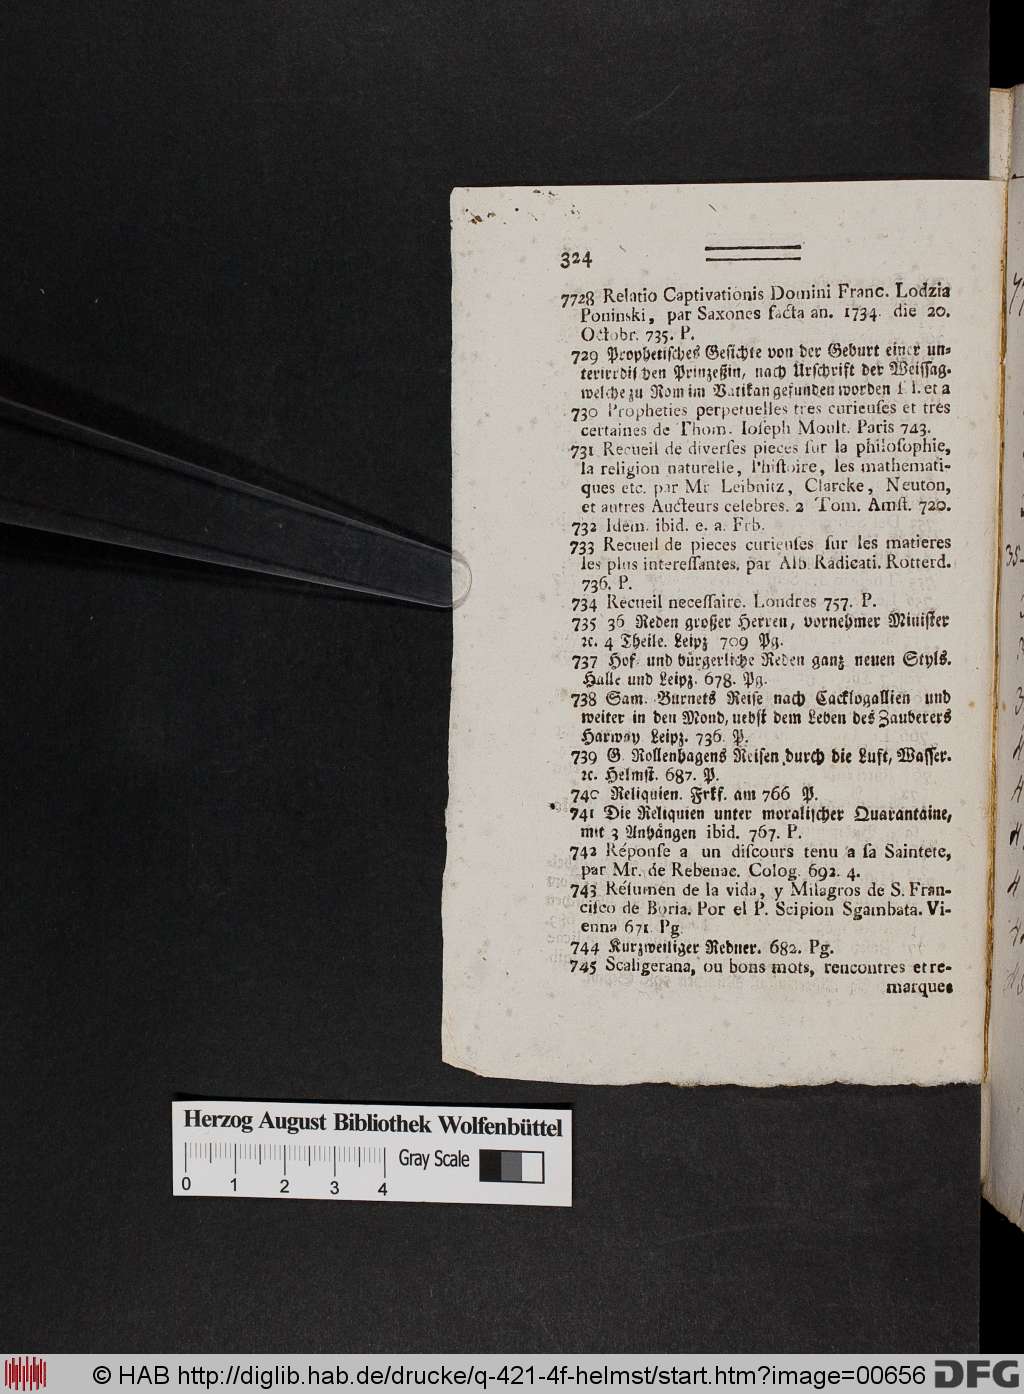 324
7728 Relatio Captivationis Domini Franc. Lodzia
Poninski, par Saxones facta an. 1734. die 20.
Octobr. 735. P.
729 Prophetisches Gesichte von der Geburt einer un-
terirrdischen Prinzeßin, nach Urschrift der Weissag.
welche zu Rom im Vatikan gefunden worden f. l. et a
730 Propheties perpetuelles tres curieuſes et tres
certaines de Thom. Ioſeph Moult. Paris 743.
731 Recueil de diverſes pieces ſur la philoſophie,
la religion naturelle, l'hiſtoire, les mathemati-
ques etc. par Mr Leibnitz, Clarcke, Neuton,
et autres Aucteurs celebres. 2 Tom. Amſt. 720.
732 Idem. ibid. e. a. Frb.
733 Recueil de pieces curieuſes ſur les matieres
les plus intereſſantes. par Alb Radicati. Rotterd.
736. P.
734 Recueil neceſſaire. Londres 757. P.
735 36 Reden großer Herren, vornehmer Minister
ꝛc. 4 Theile. Leipz 709 Pg.
737 Hof- und bürgerliche Reden ganz neuen Styls.
Halle und Leipz. 678. Pg.
738 Sam. Burnets Reise nach Cacklogallien und
weiter in den Mond, nebst dem Leben des Zauberers
Harway Leipz. 736. P.
739 G. Rollenhagens Reisen durch die Luft, Wasser.
ꝛc. Helmst. 687. P.
740 Reliquien. Frkf. am 766 P.
741 Die Reliquien unter moralischer Quarantaine,
mit 3 Anhängen ibid. 767. P.
742 Réponſe a un diſcours tenu a ſa Saintete,
par Mr. de Rebenac. Colog. 692. 4.
743 Reſumen de la vida, y Milagros de S. Fran-
ciſco de Boria. Por el P. Scipion Sgambata. Vi-
enna 671 Pg.
744 Kurzweiliger Redner. 682. Pg.
745 Scaligerana, ou bons mots, rencontres et re-
marques
Herzog August Bibliothek Wolfenbüttel
Gray Scale
0 1 2 3 4
© HAB http://diglib.hab.de/drucke/q-421-4f-helmst/start.htm?image=00656
DFG